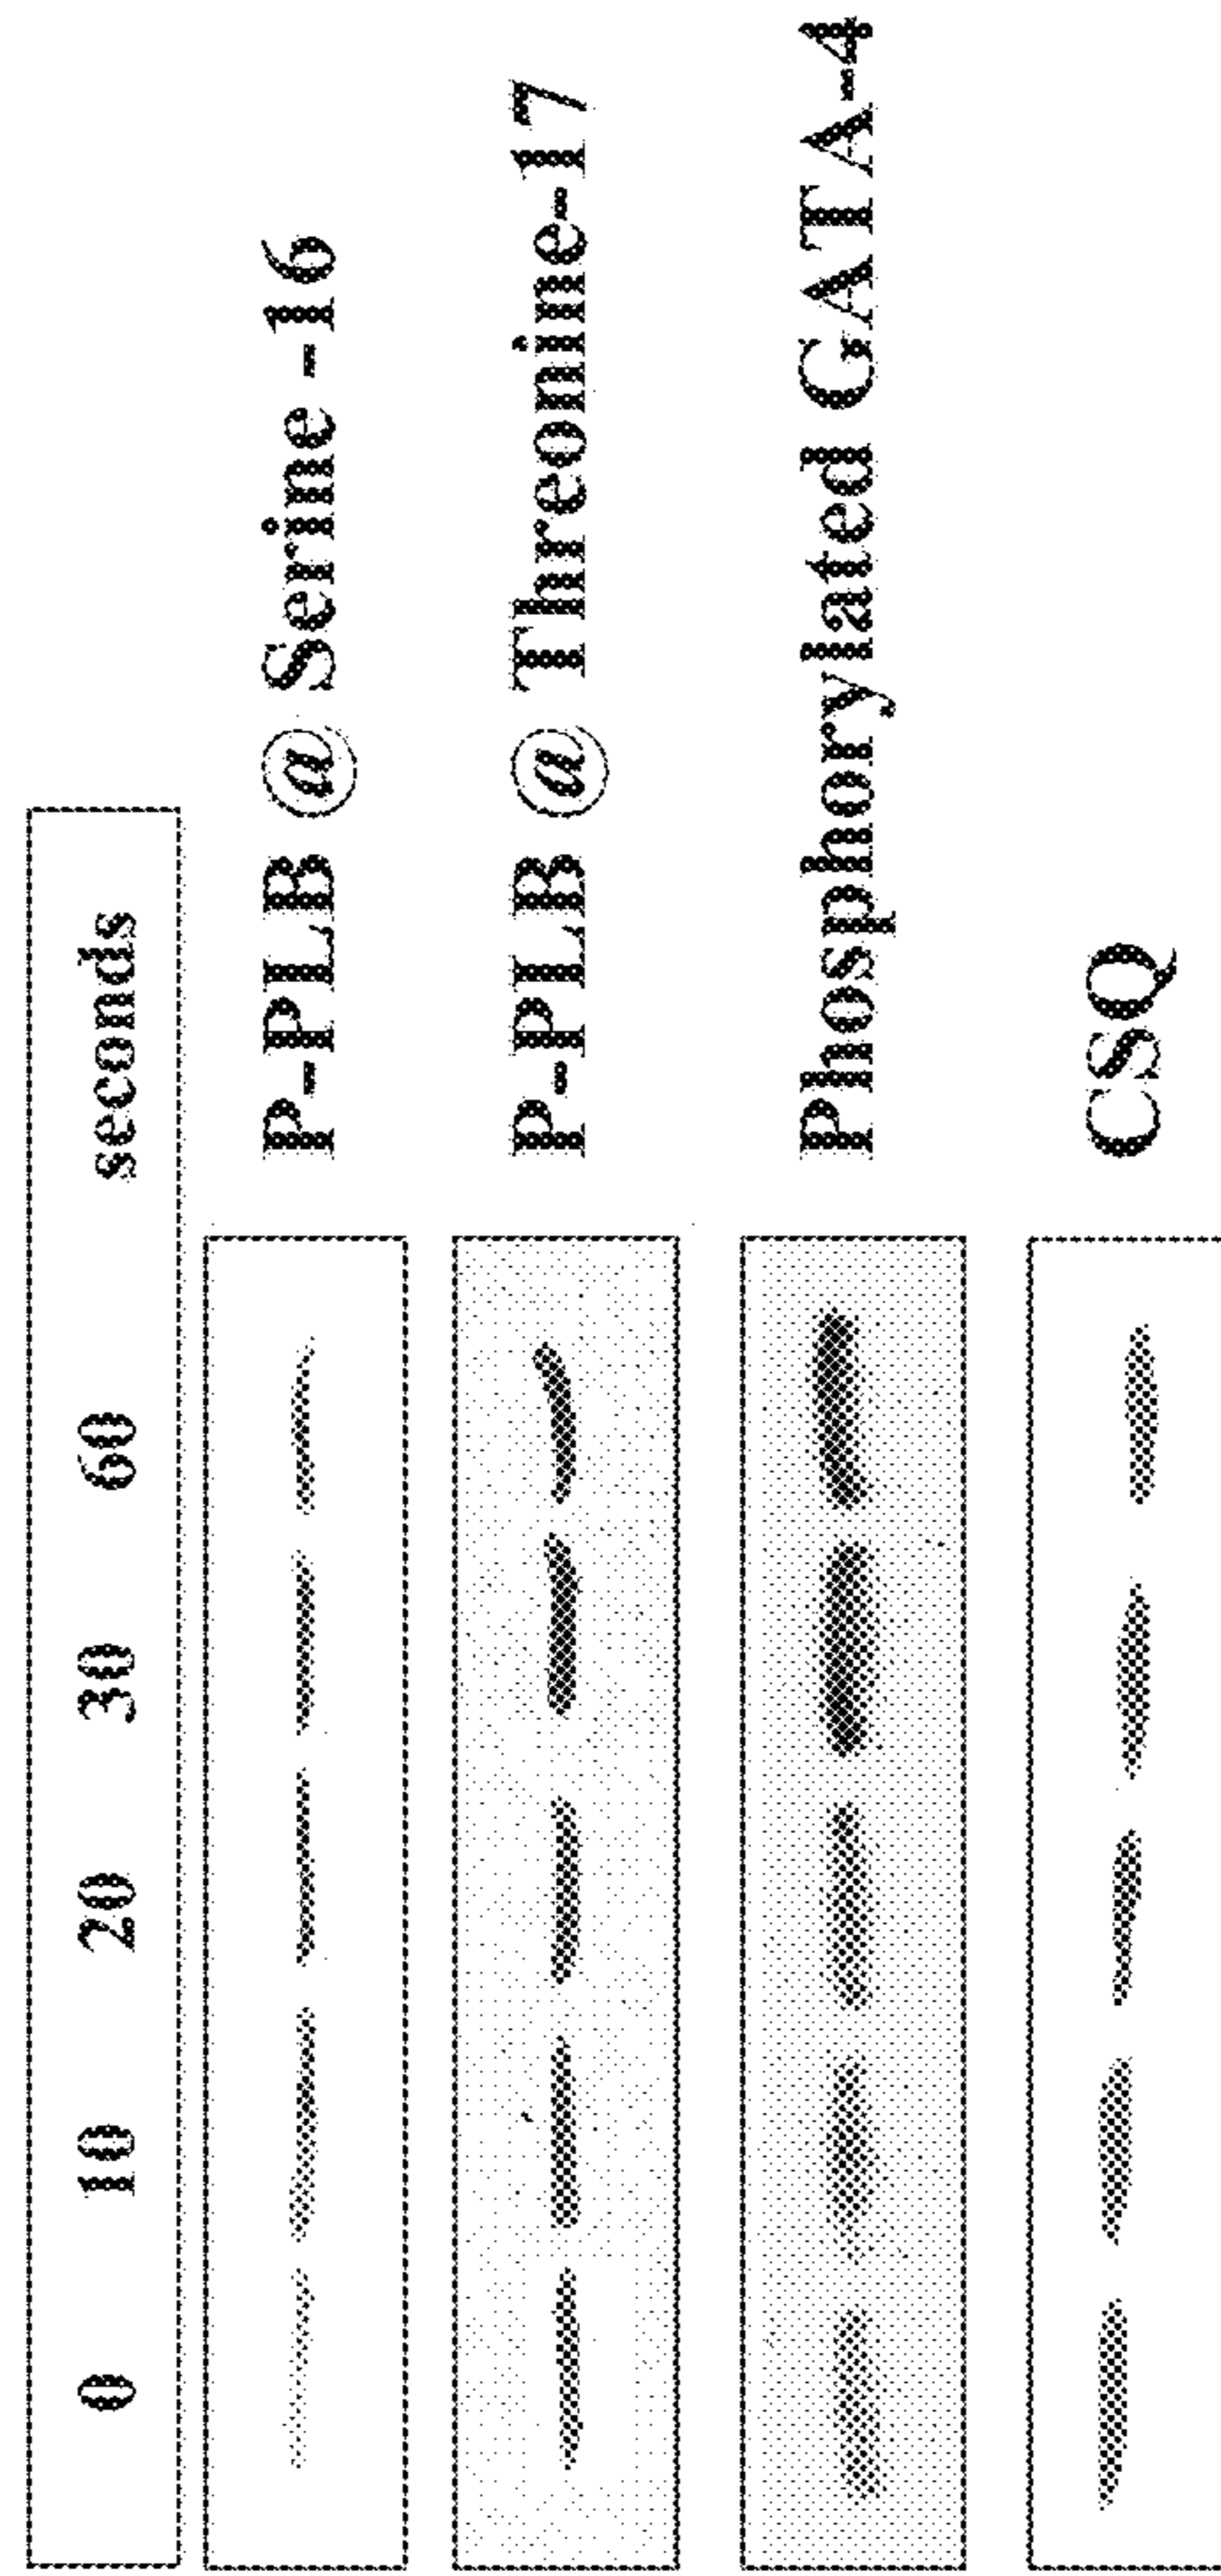 0 10 20 30 60 seconds
P-PLB @ Serine -16
P-PLB @ Threonine-17
Phosphorylated GATA-4
CSQ